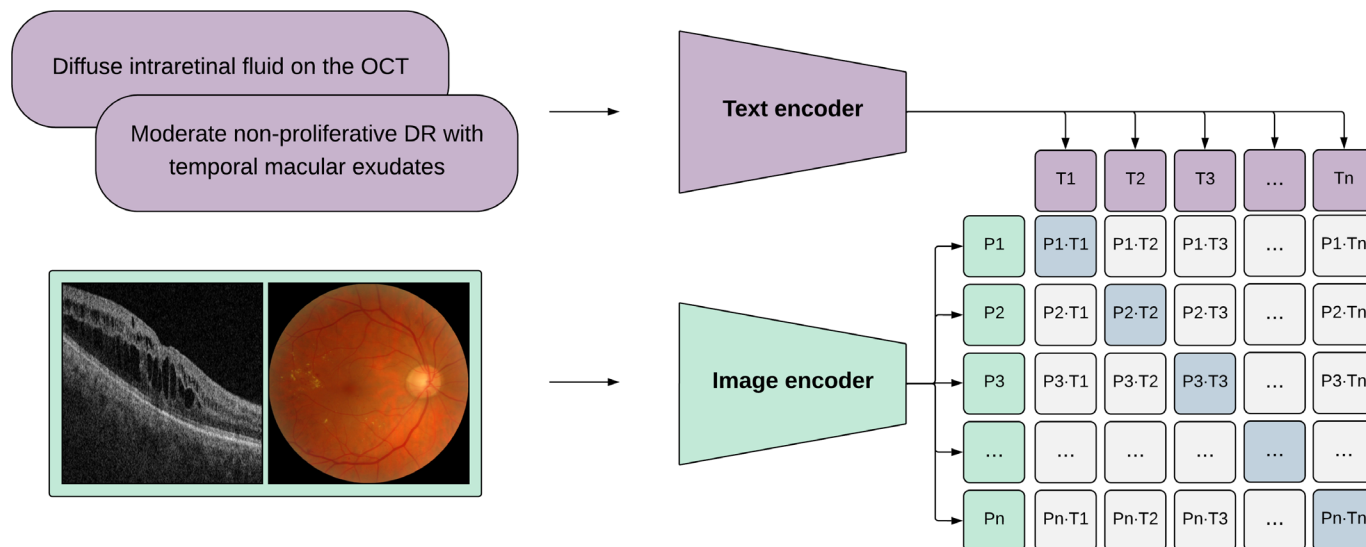 Diffuse intraretinal fluid on the OCT
Moderate non-proliferative DR with
temporal macular exudates
Text encoder
T1 T2 T3 ... Tn
Image encoder
P1 P1·T1 P1·T2 P1·T3 ... P1·Tn
P2 P2·T1 P2·T2 P2·T3 ... P2·Tn
P3 P3·T1 P3·T2 P3·T3 ... P3·Tn
... ... ... ... ... ...
Pn Pn·T1 Pn·T2 Pn·T3 ... Pn·Tn